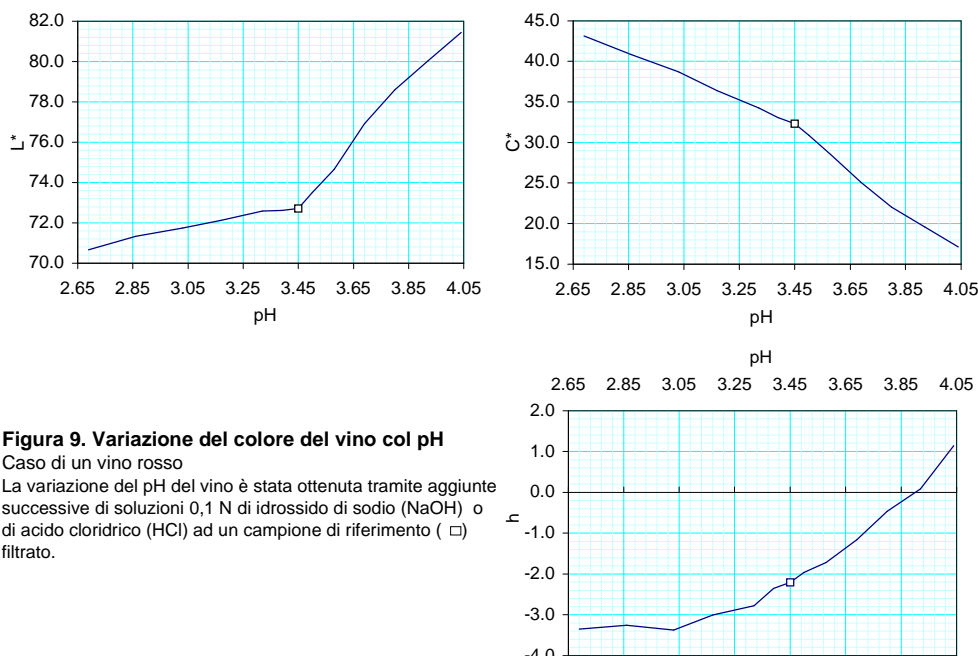 82.0
80.0
78.0
76.0
74.0
72.0
70.0
L*
2.65 2.85 3.05 3.25 3.45 3.65 3.85 4.05
pH
45.0
40.0
35.0
30.0
25.0
20.0
15.0
C*
2.65 2.85 3.05 3.25 3.45 3.65 3.85 4.05
pH
pH
2.65 2.85 3.05 3.25 3.45 3.65 3.85 4.05
2.0
1.0
0.0
-1.0
-2.0
-3.0
-4.0
h
Figura 9. Variazione del colore del vino col pH
Caso di un vino rosso
La variazione del pH del vino è stata ottenuta tramite aggiunte
successive di soluzioni 0,1 N di idrossido di sodio (NaOH) o
di acido cloridrico (HCl) ad un campione di riferimento ( □)
filtrato.